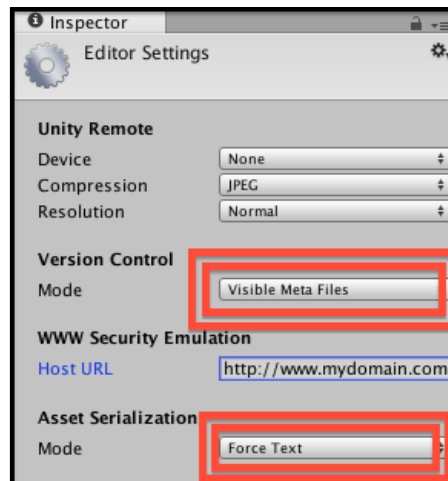 Inspector
Editor Settings
Unity Remote
Device None
Compression JPEG
Resolution Normal
Version Control
Mode Visible Meta Files
WWW Security Emulation
Host URL http://www.mydomain.com
Asset Serialization
Mode Force Text